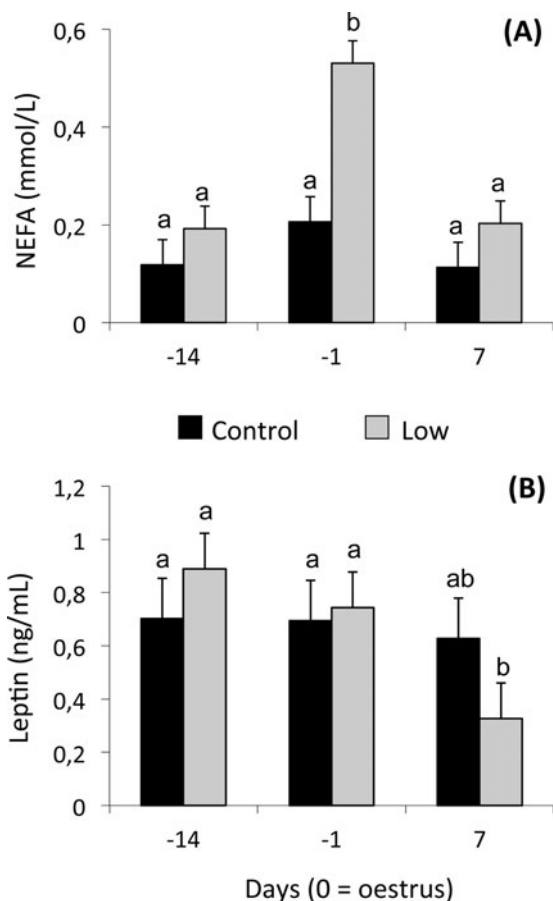 (A)
NEFA (mmol/L)
0,6
0,4
0,2
0
a
a
a
b
a
a
-14
-1
7
Control
Low
(B)
Leptin (ng/mL)
1,2
1
0,8
0,6
0,4
0,2
0
a
a
a
a
ab
b
-14
-1
7
Days (0 = oestrus)